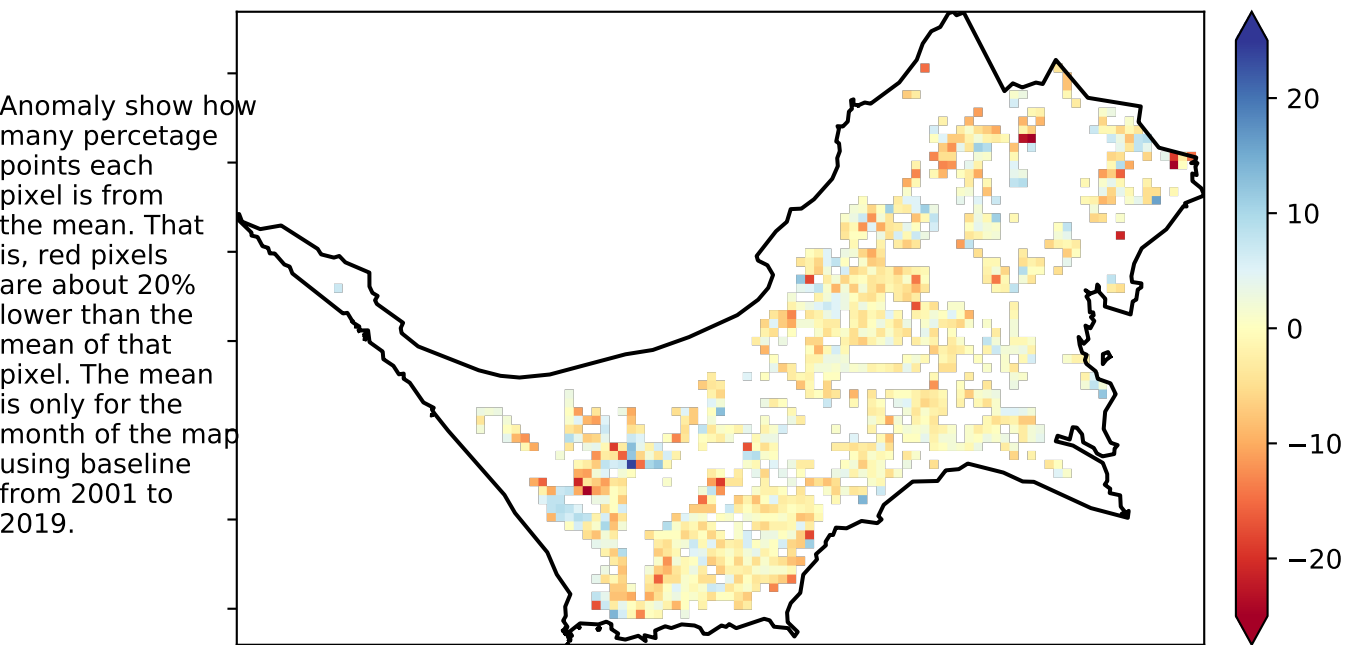 Anomaly show how
many percetage
points each
pixel is from
the mean. That
is, red pixels
are about 20%
lower than the
mean of that
pixel. The mean
is only for the
month of the map
using baseline
from 2001 to
2019.
20
10
0
−10
−20